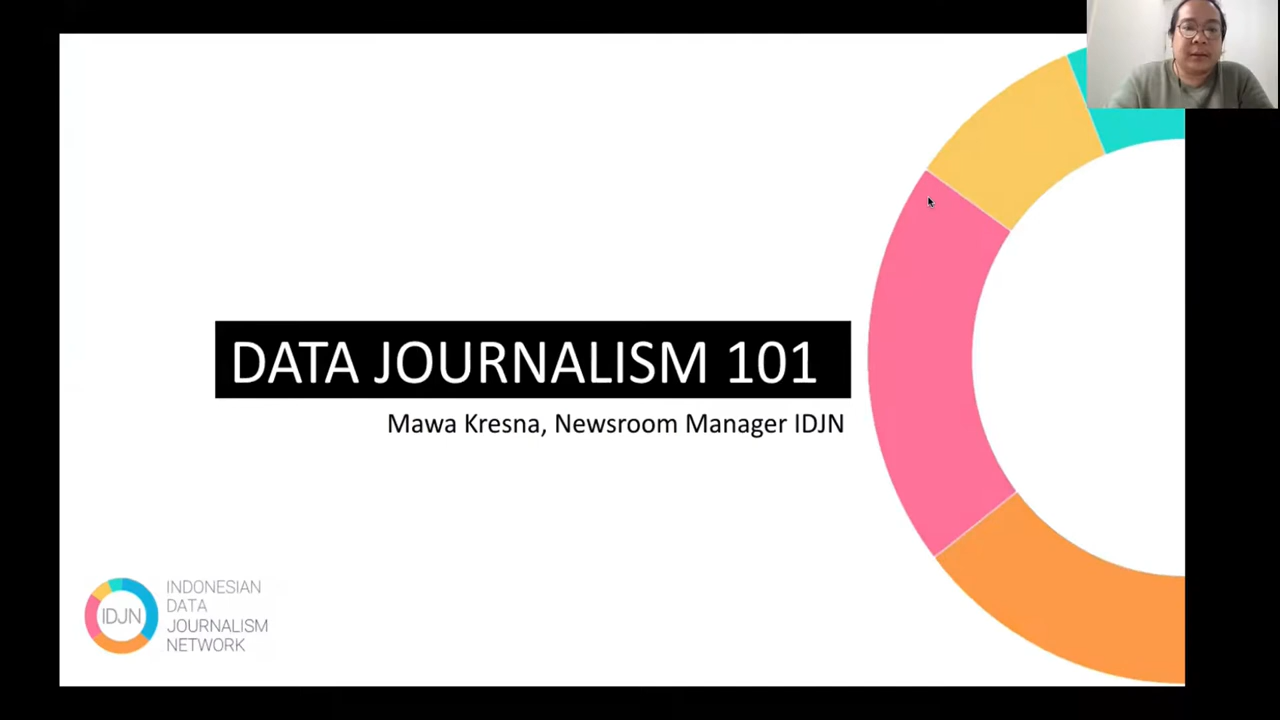 DATA JOURNALISM 101
Mawa Kresna, Newsroom Manager IDJN
IDJN
INDONESIAN
DATA
JOURNALISM
NETWORK